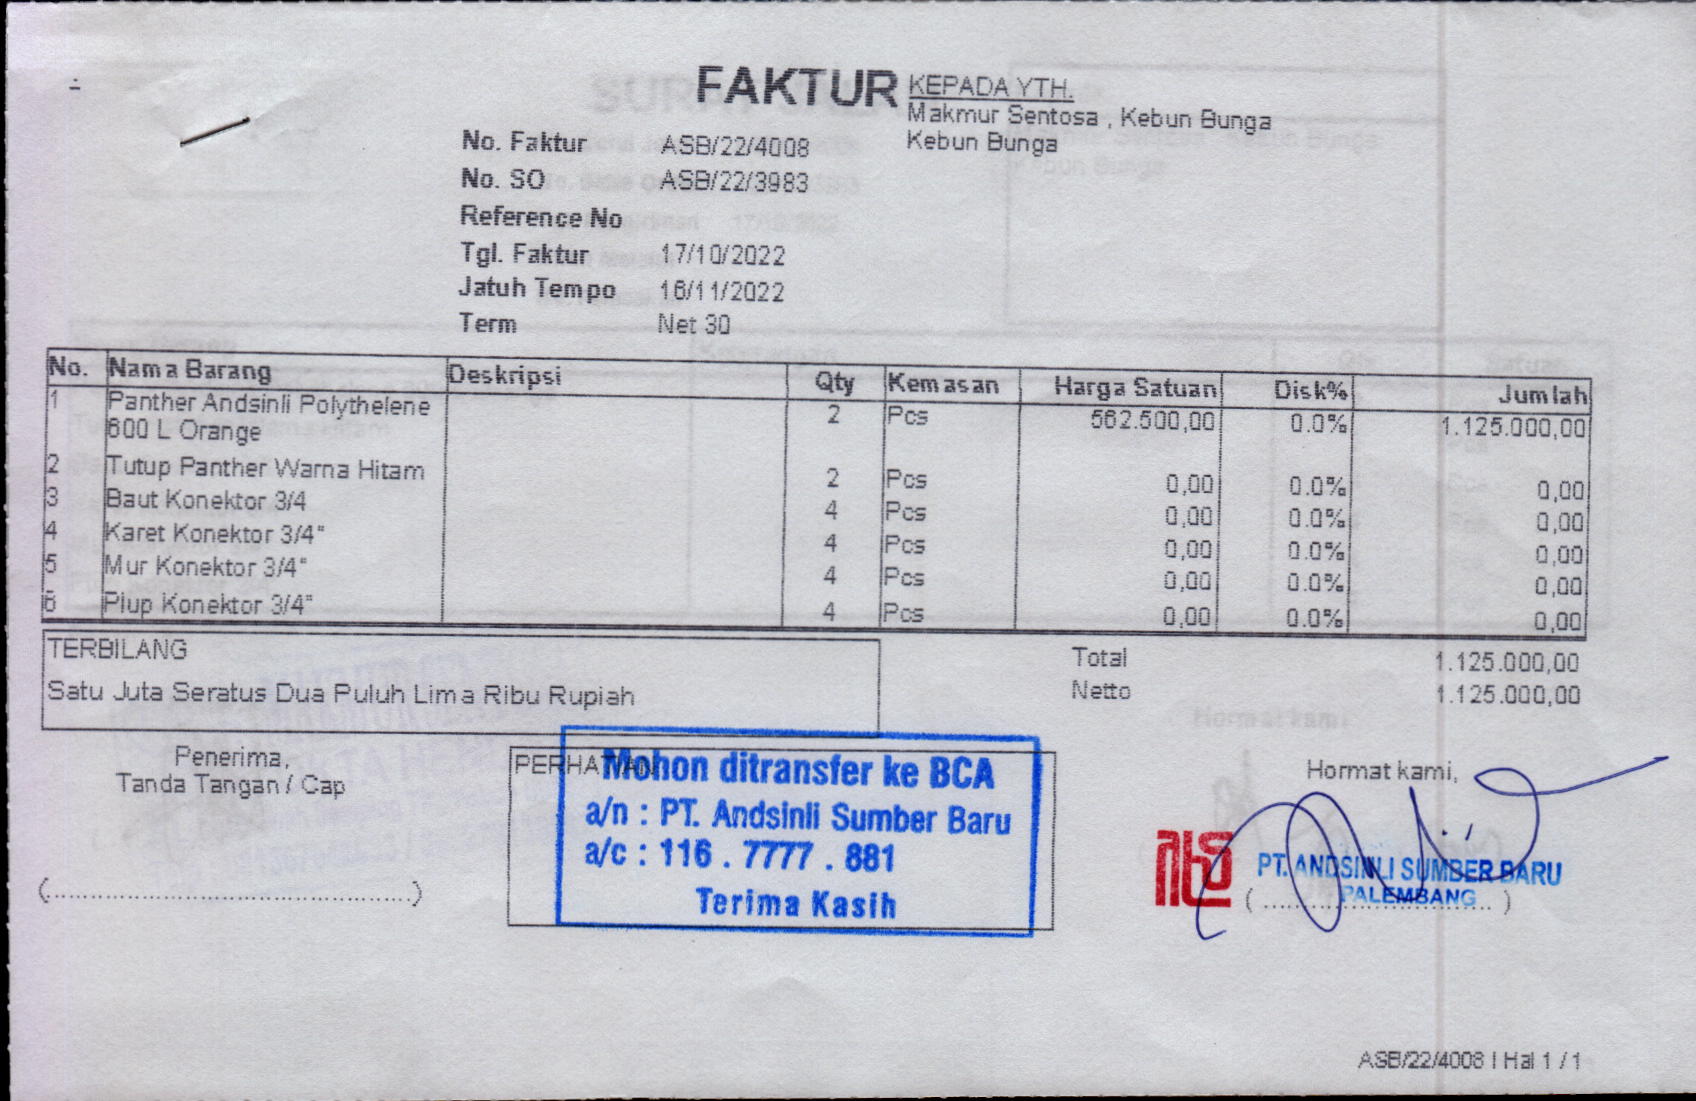 FAKTUR
KEPADA YTH.
Makmur Sentosa , Kebun Bunga
Kebun Bunga
No. Faktur ASB/22/4008
No. SO ASB/22/3983
Reference No
Tgl. Faktur 17/10/2022
Jatuh Tempo 16/11/2022
Term Net 30
No. Nama Barang Deskripsi Qty Kemasan Harga Satuan Disk% Jumlah
1 Panther Andsinli Polythelene 2 Pcs 562.500,00 0.0% 1.125.000,00
600 L Orange
2 Tutup Panther Warna Hitam 2 Pcs 0,00 0.0% 0,00
3 Baut Konektor 3/4 4 Pcs 0,00 0.0% 0,00
4 Karet Konektor 3/4" 4 Pcs 0,00 0.0% 0,00
5 Mur Konektor 3/4" 4 Pcs 0,00 0.0% 0,00
6 Plup Konektor 3/4" 4 Pcs 0,00 0.0% 0,00
TERBILANG
Satu Juta Seratus Dua Puluh Lima Ribu Rupiah
Total 1.125.000,00
Netto 1.125.000,00
Penerima,
Tanda Tangan / Cap
(................................................)
PERHATIAN
Mohon ditransfer ke BCA
a/n : PT. Andsinli Sumber Baru
a/c : 116 . 7777 . 881
Terima Kasih
Hormat kami,
PT. ANDSINLI SUMBER BARU
PALEMBANG
(..............................)
ASB/22/4008 | Hal 1 / 1